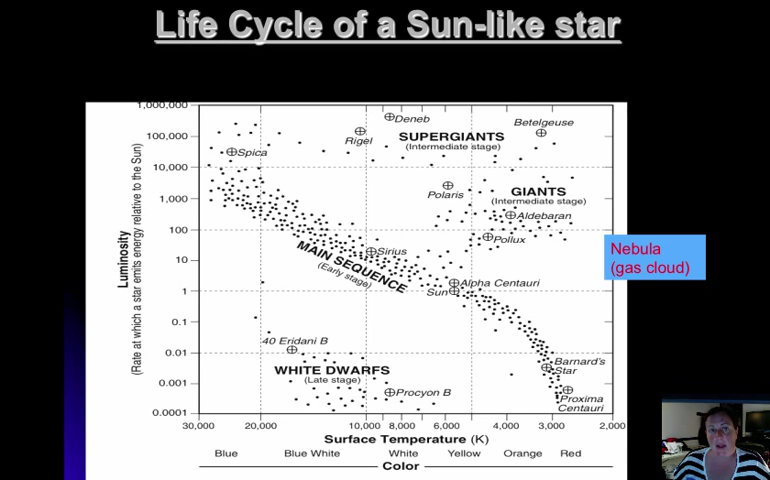 Life Cycle of a Sun-like star
Luminosity
(Rate at which a star emits energy relative to the Sun)
1,000,000
100,000
10,000
1,000
100
10
1
0.1
0.01
0.001
0.0001
Deneb
Rigel
Betelgeuse
SUPERGIANTS
(Intermediate stage)
Spica
Polaris
GIANTS
(Intermediate stage)
Aldebaran
Pollux
Sirius
MAIN SEQUENCE
(Early stage)
Alpha Centauri
Sun
40 Eridani B
WHITE DWARFS
(Late stage)
Procyon B
Barnard's
Star
Proxima
Centauri
30,000 20,000 10,000 8,000 6,000 4,000 3,000 2,000
Surface Temperature (K)
Blue Blue White White Yellow Orange Red
Color
Nebula
(gas cloud)